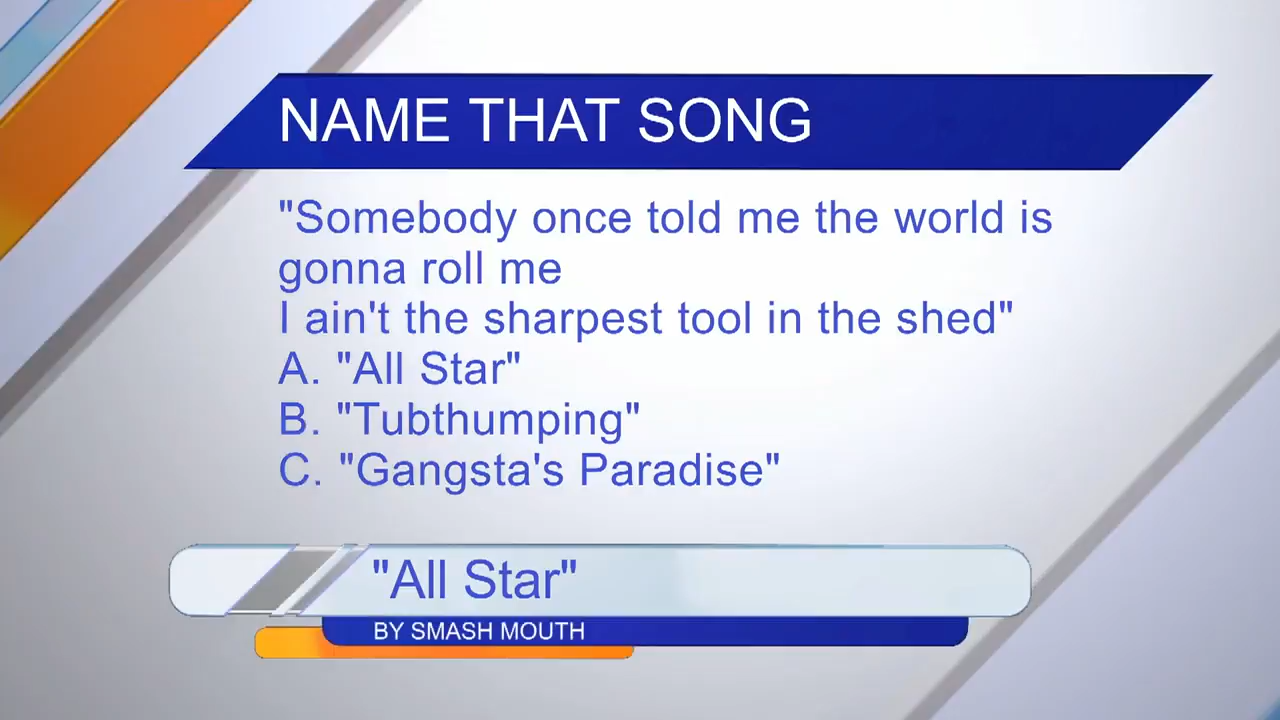 NAME THAT SONG
"Somebody once told me the world is
gonna roll me
I ain't the sharpest tool in the shed"
A. "All Star"
B. "Tubthumping"
C. "Gangsta's Paradise"
"All Star"
BY SMASH MOUTH